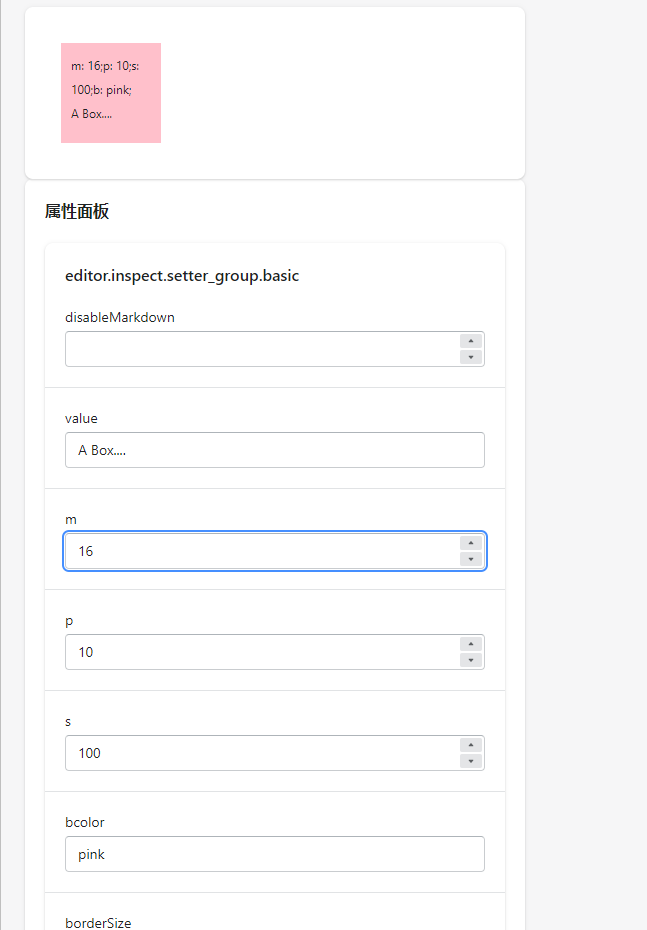 m: 16;p: 10;s:
100;b: pink;
A Box....
属性面板
editor.inspect.setter_group.basic
disableMarkdown
value
A Box....
m
16
p
10
s
100
bcolor
pink
borderSize